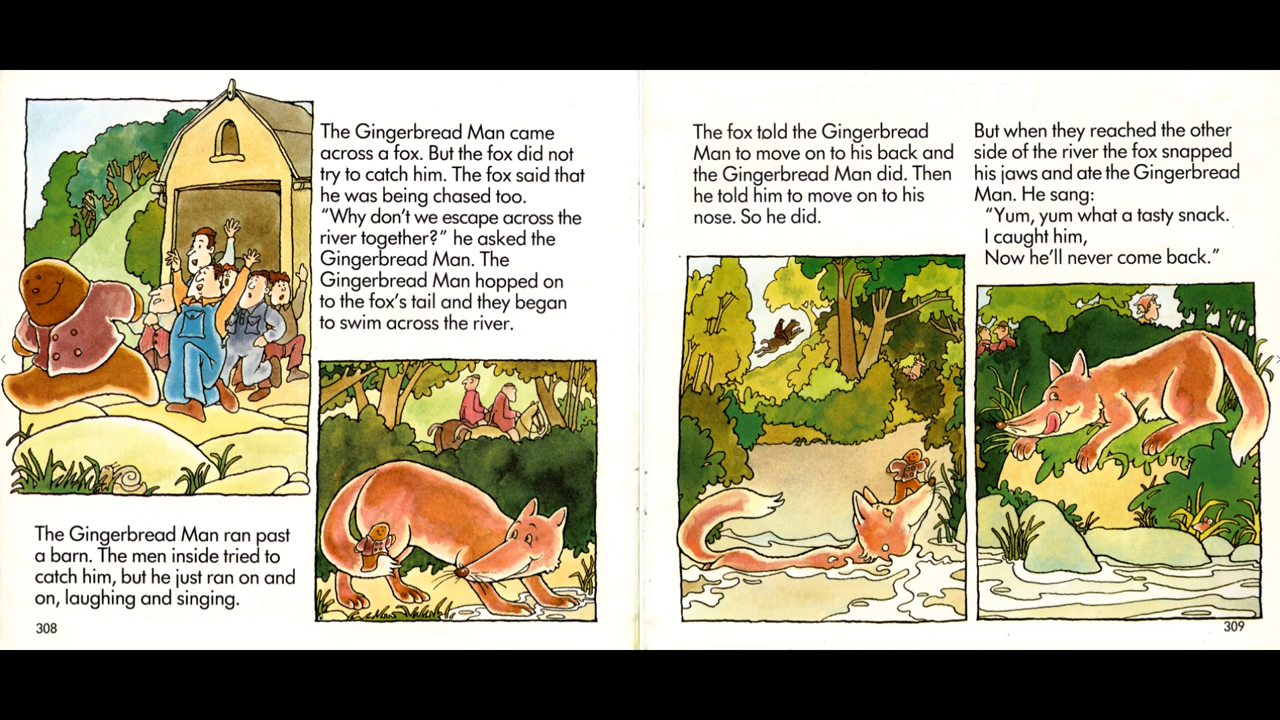 The Gingerbread Man ran past
a barn. The men inside tried to
catch him, but he just ran on and
on, laughing and singing.
308
The Gingerbread Man came
across a fox. But the fox did not
try to catch him. The fox said that
he was being chased too.
“Why don’t we escape across the
river together?” he asked the
Gingerbread Man. The
Gingerbread Man hopped on
to the fox’s tail and they began
to swim across the river.
The fox told the Gingerbread
Man to move on to his back and
the Gingerbread Man did. Then
he told him to move on to his
nose. So he did.
But when they reached the other
side of the river the fox snapped
his jaws and ate the Gingerbread
Man. He sang:
“Yum, yum what a tasty snack.
I caught him,
Now he’ll never come back.”
309